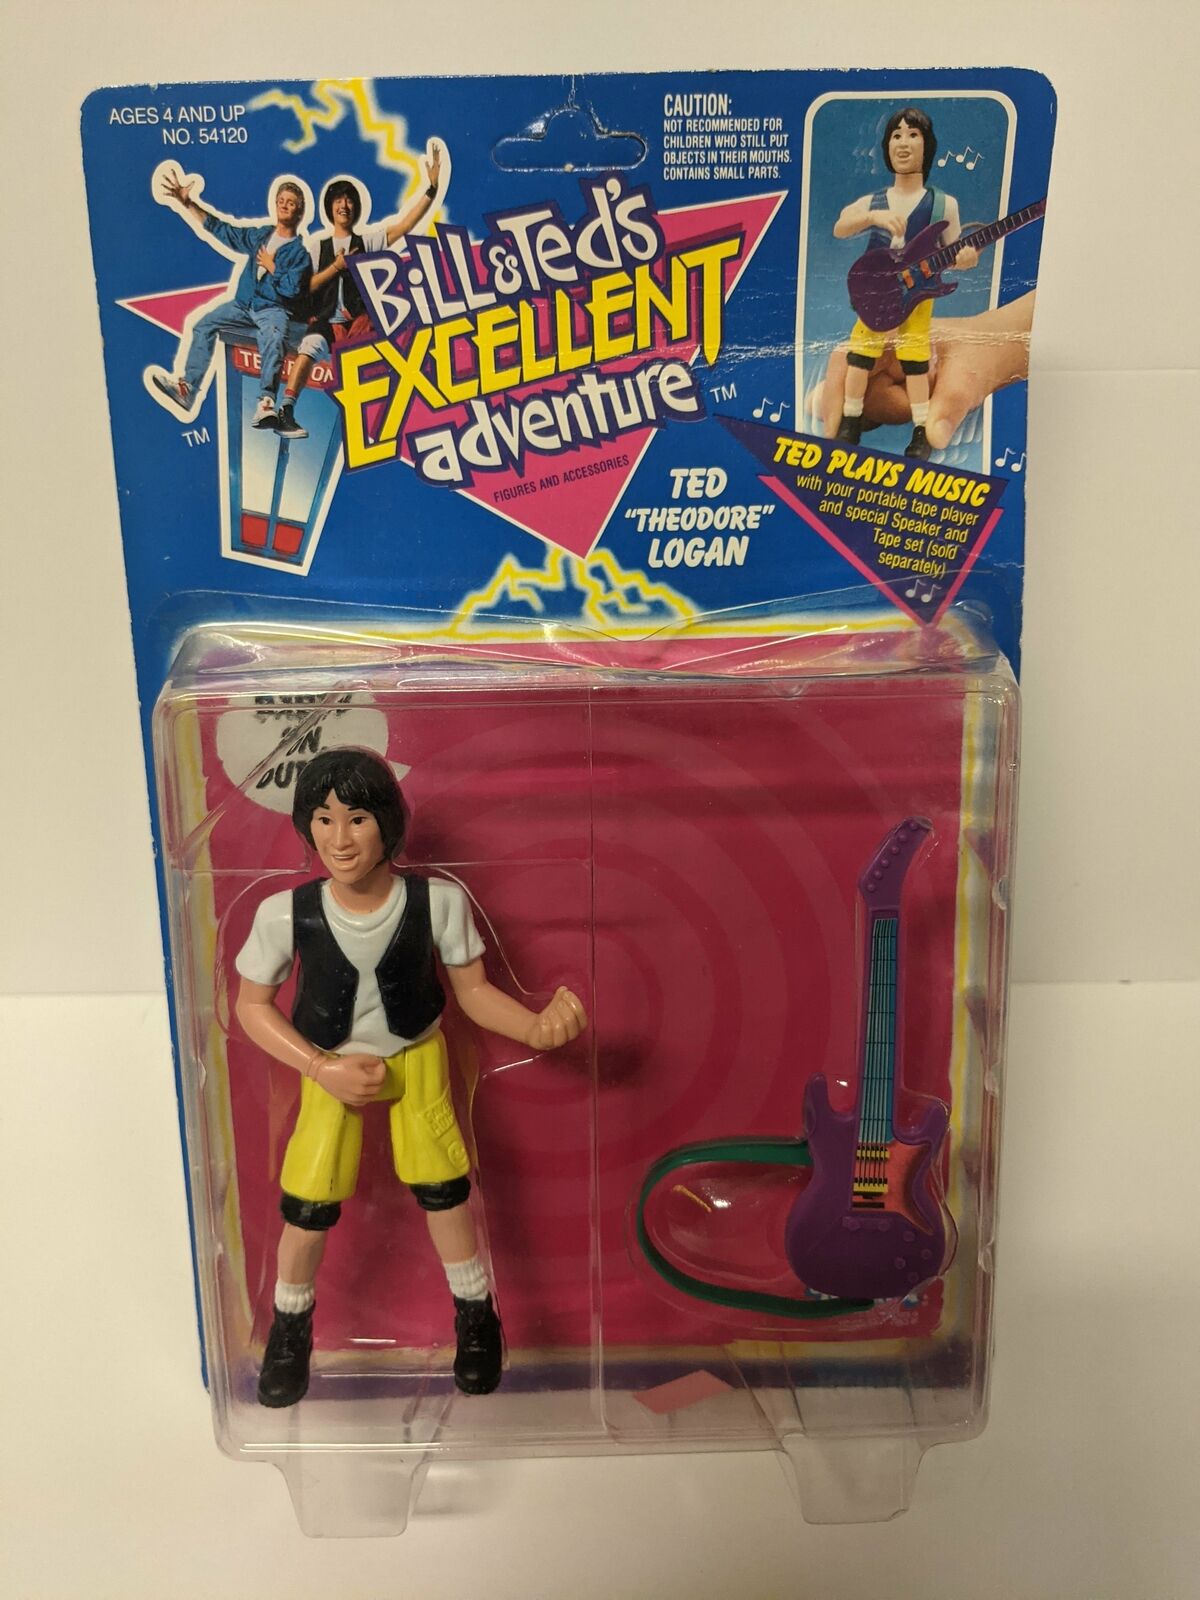 AGES 4 AND UP
NO. 54120
CAUTION:
NOT RECOMMENDED FOR
CHILDREN WHO STILL PUT
OBJECTS IN THEIR MOUTHS.
CONTAINS SMALL PARTS.
BiLL & Ted's
EXCELLENT
adventure TM
TM
FIGURES AND ACCESSORIES
TED
"THEODORE"
LOGAN
TED PLAYS MUSIC
with your portable tape player
and special Speaker and
Tape set (sold
separately)